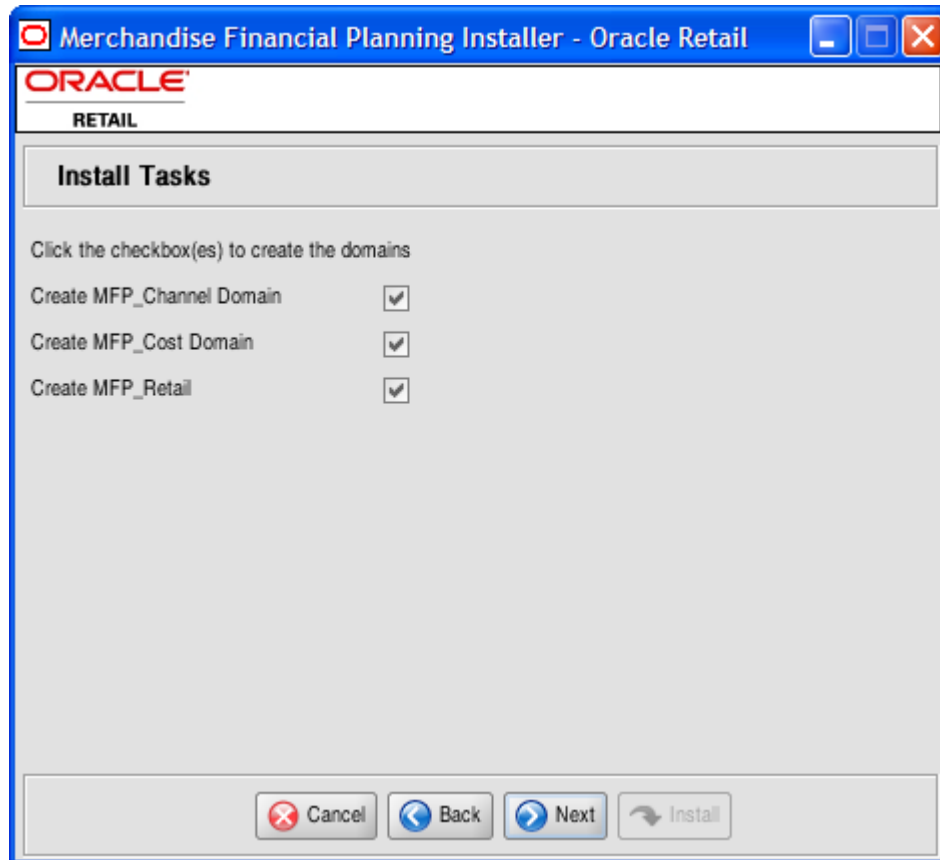 Merchandise Financial Planning Installer - Oracle Retail
ORACLE'
RETAIL
Install Tasks
Click the checkbox(es) to create the domains
Create MFP_Channel Domain
Create MFP_Cost Domain
Create MFP_Retail
Cancel Back Next Install